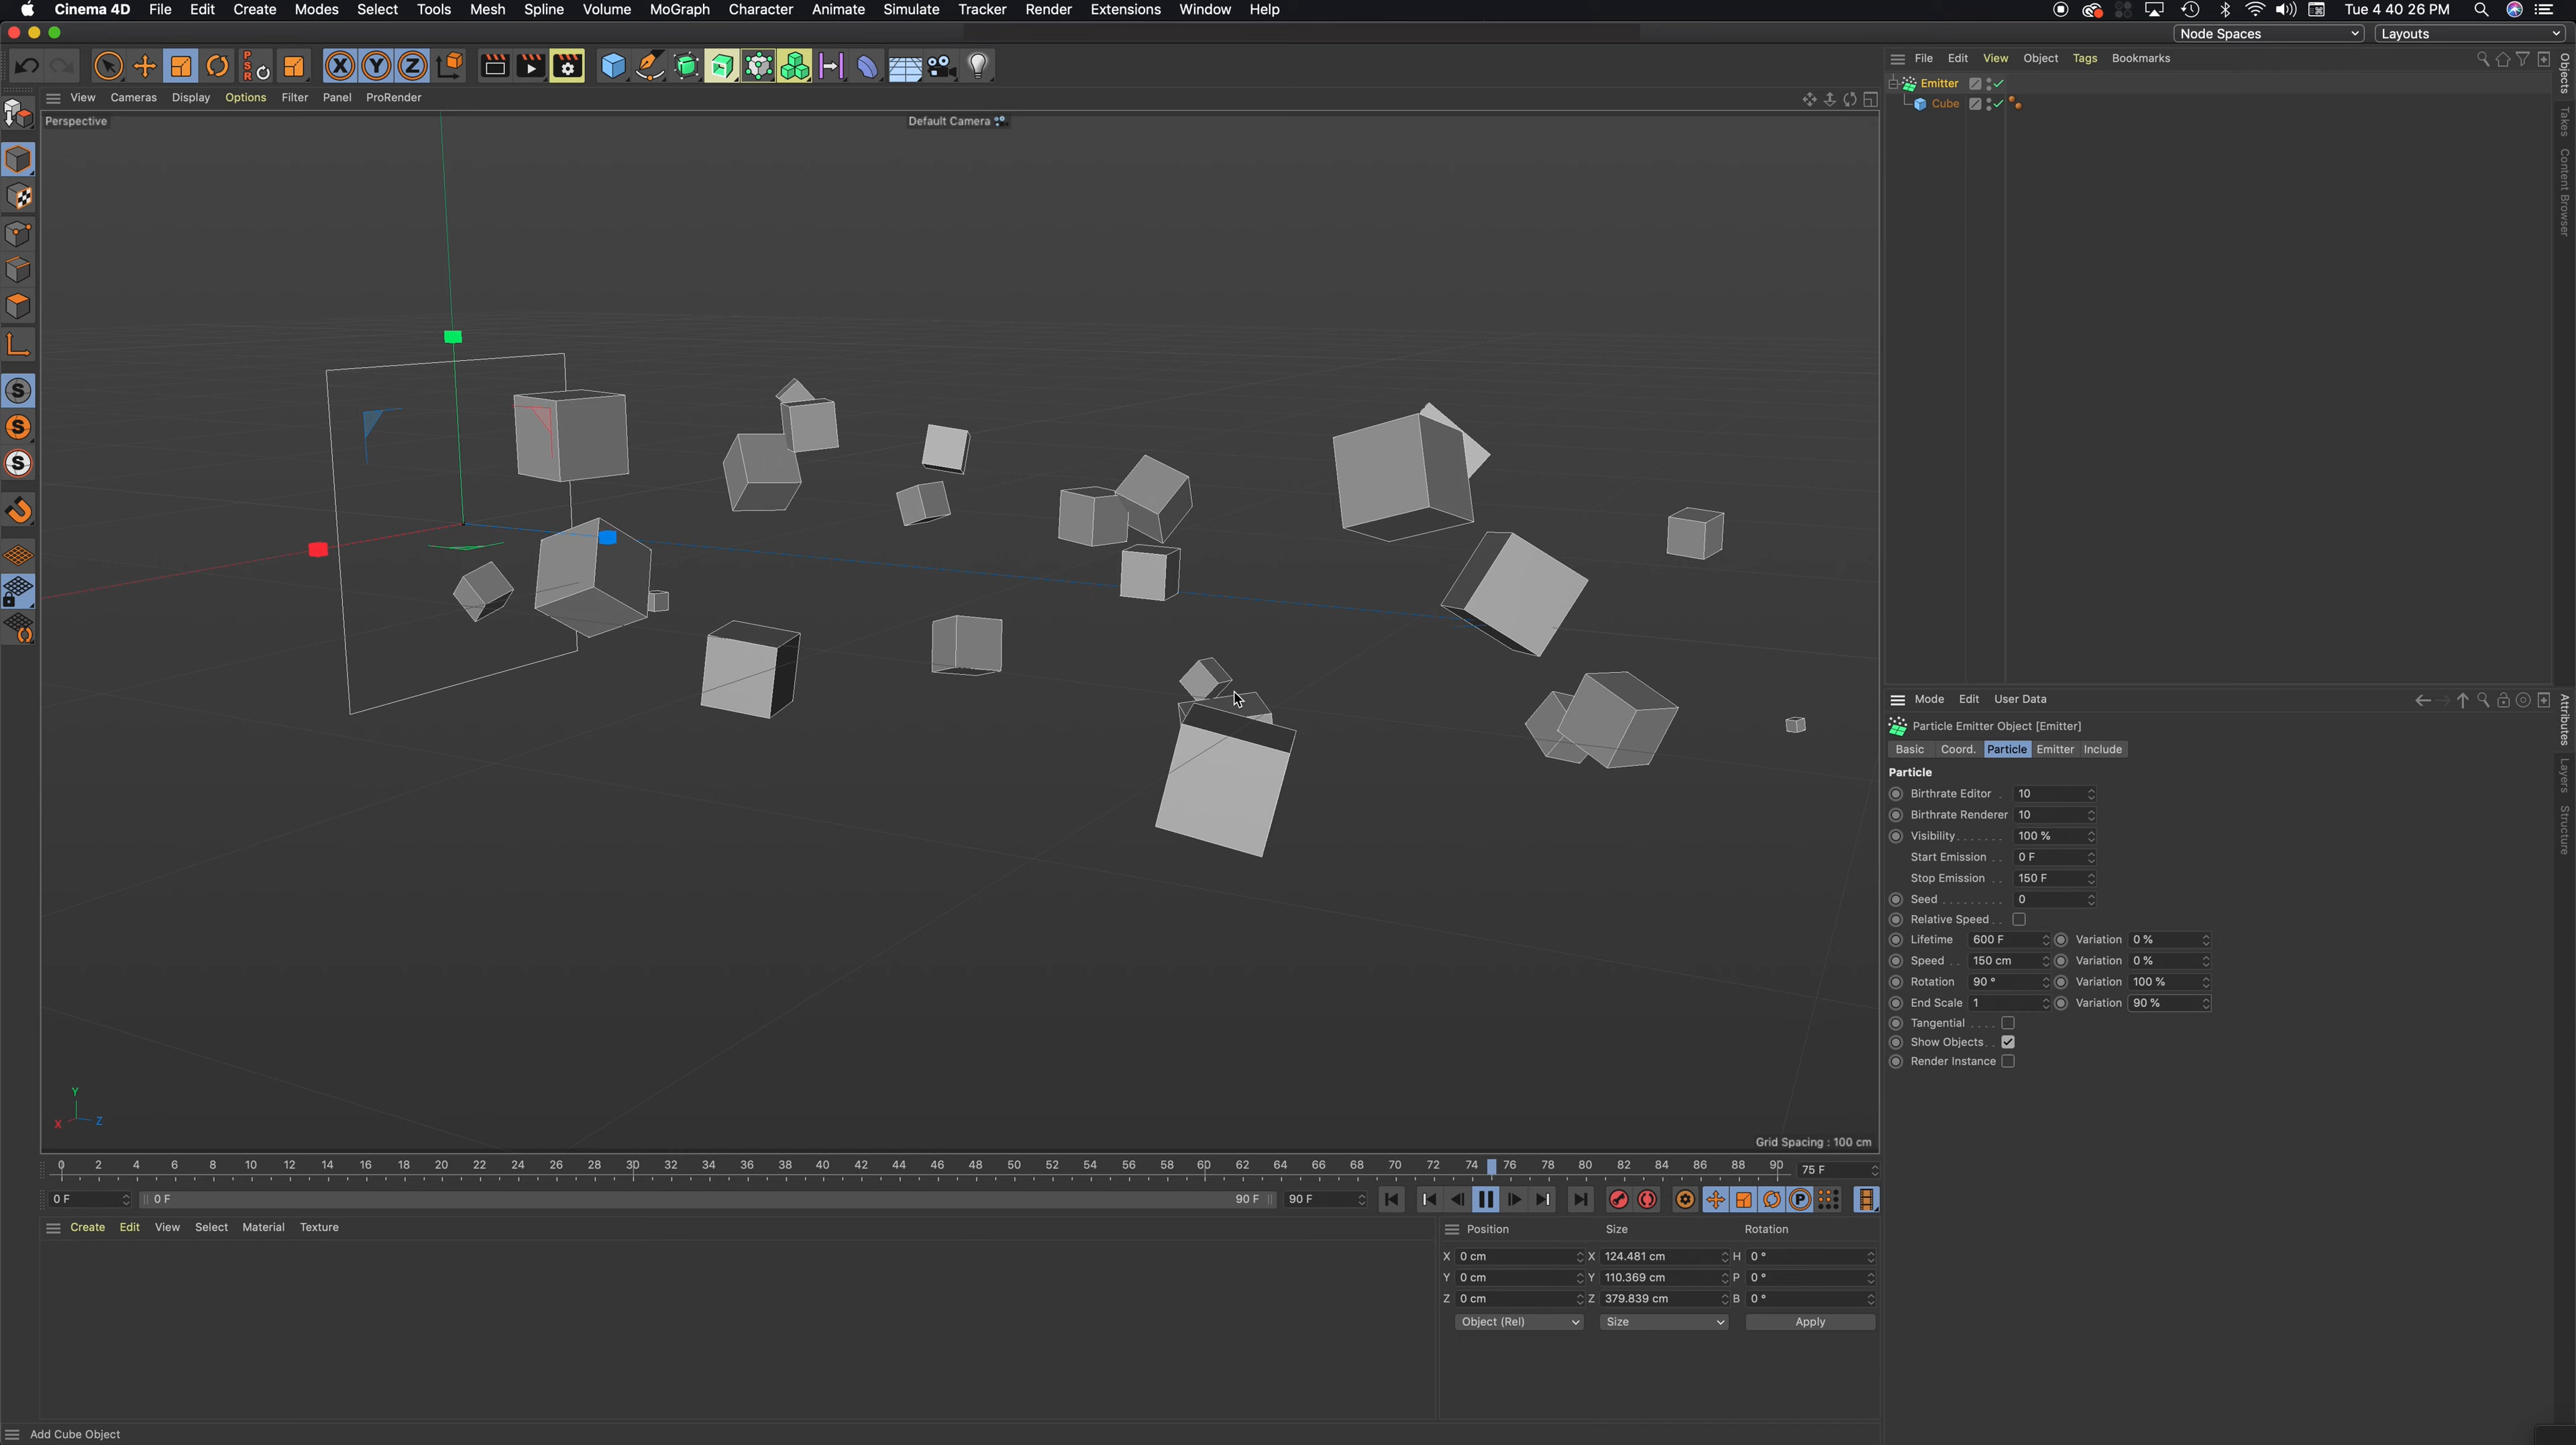 Cinema 4D File Edit Create Modes Select Tools Mesh Spline Volume MoGraph Character Animate Simulate Tracker Render Extensions Window Help Tue 4 40 26 PM
Node Spaces Layouts
P S R X Y Z
File Edit View Object Tags Bookmarks
View Cameras Display Options Filter Panel ProRender
Perspective Default Camera
Emitter
Cube
Objects
Takes
Content Browser
S
S
S
Mode Edit User Data
Particle Emitter Object [Emitter]
Basic Coord. Particle Emitter Include
Particle
Birthrate Editor . 10
Birthrate Renderer 10
Visibility. . . . . . . 100 %
Start Emission . . 0 F
Stop Emission . . 150 F
Seed . . . . . . . . . 0
Relative Speed. .
Lifetime 600 F Variation 0 %
Speed . . 150 cm Variation 0 %
Rotation 90 ° Variation 100 %
End Scale 1 Variation 90 %
Tangential . . . .
Show Objects. .
Render Instance
Attributes
Layers
Structure
Y
X Z
Grid Spacing : 100 cm
0 2 4 6 8 10 12 14 16 18 20 22 24 26 28 30 32 34 36 38 40 42 44 46 48 50 52 54 56 58 60 62 64 66 68 70 72 74 76 78 80 82 84 86 88 90 75 F
0 F 0 F 90 F 90 F P
Create Edit View Select Material Texture
Position Size Rotation
X 0 cm X 124.481 cm H 0 °
Y 0 cm Y 110.369 cm P 0 °
Z 0 cm Z 379.839 cm B 0 °
Object (Rel) Size Apply
Add Cube Object